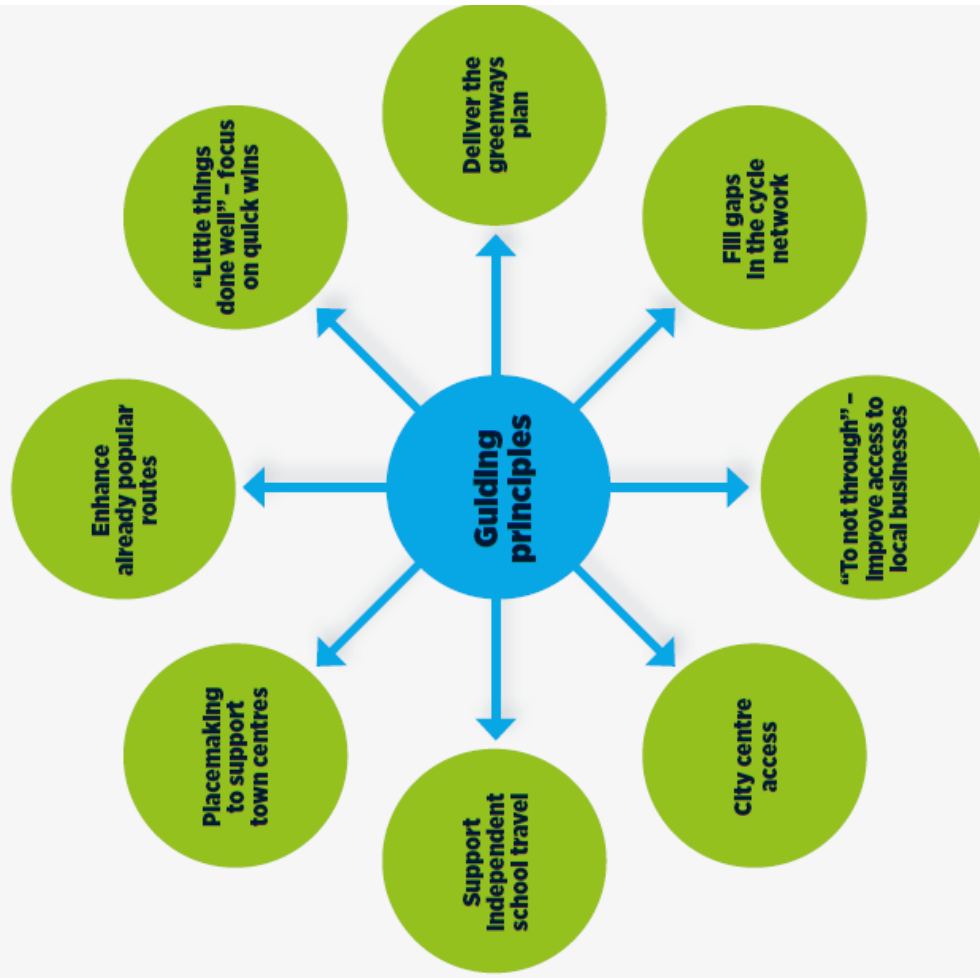 Guiding
principles
Enhance
already popular
routes
“Little things
done well” – focus
on quick wins
Deliver the
greenways
plan
Fill gaps
in the cycle
network
“To not through” –
improve access to
local businesses
City centre
access
Support
independent
school travel
Placemaking
to support
town centres